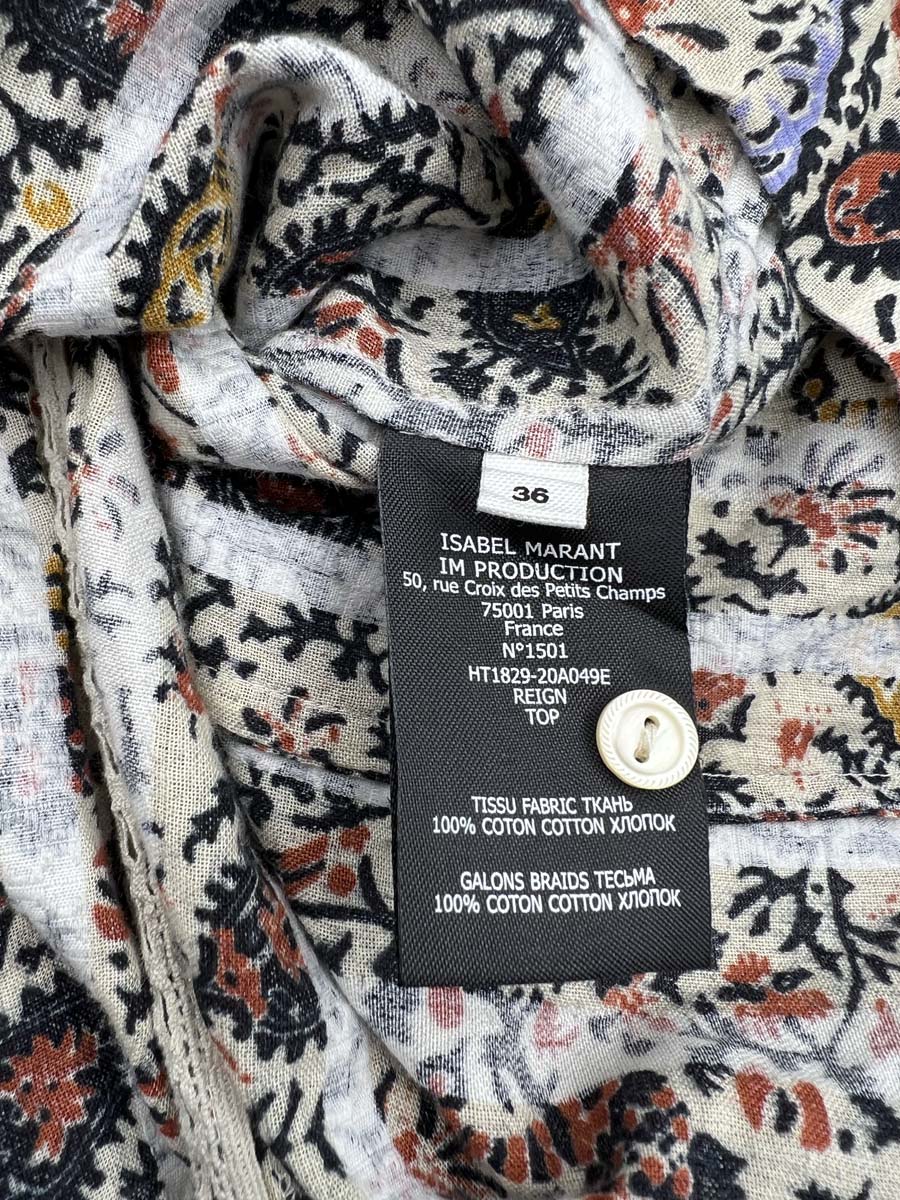 36
ISABEL MARANT
IM PRODUCTION
50, rue Croix des Petits Champs
75001 Paris
France
N°1501
HT1829-20A049E
REIGN
TOP
TISSU FABRIC ТКАНЬ
100% COTON COTTON ХЛОПОК
GALONS BRAIDS ТЕСЬМА
100% COTON COTTON ХЛОПОК